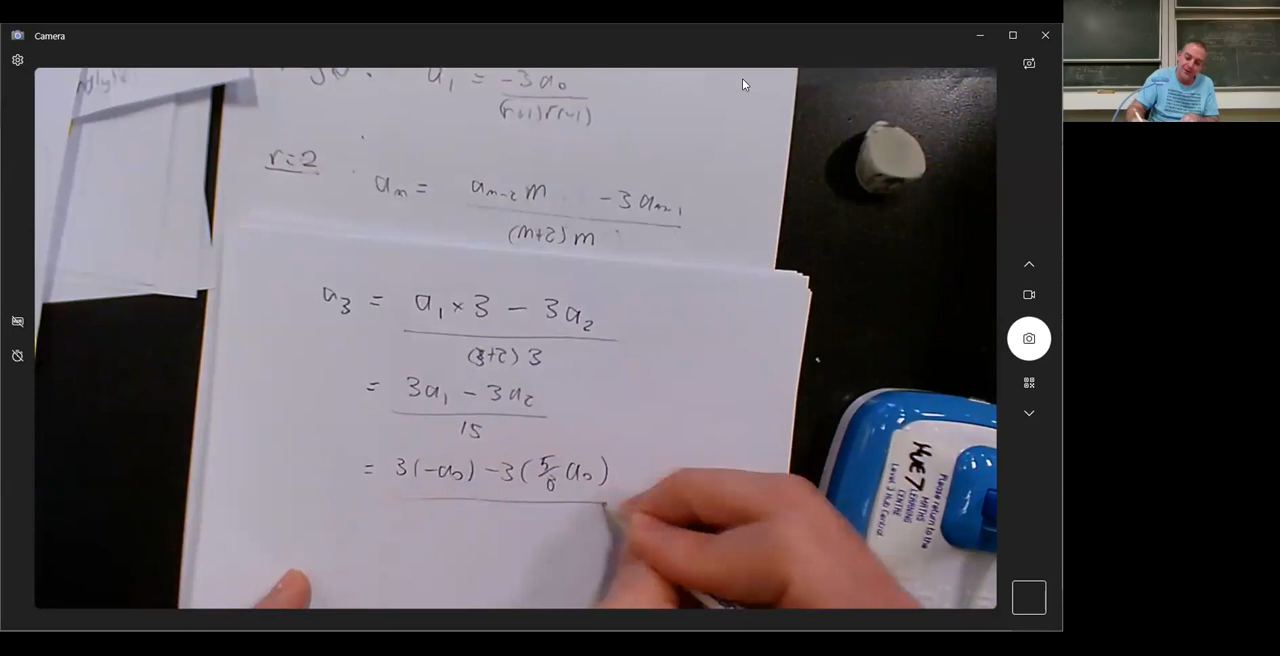 Camera
a₁ = -3a₀ / (r+1)r(r-1)
r=2
aₘ = aₘ₋₂ m - 3aₘ₋₁ / (m+2) m
a₃ = a₁ × 3 - 3a₂ / (3+2) 3
= 3a₁ - 3a₂ / 15
= 3(-a₀) - 3(5/8 a₀)
Please return to the
MATHS
LEARNING
CENTRE
Level 3 Hub Central